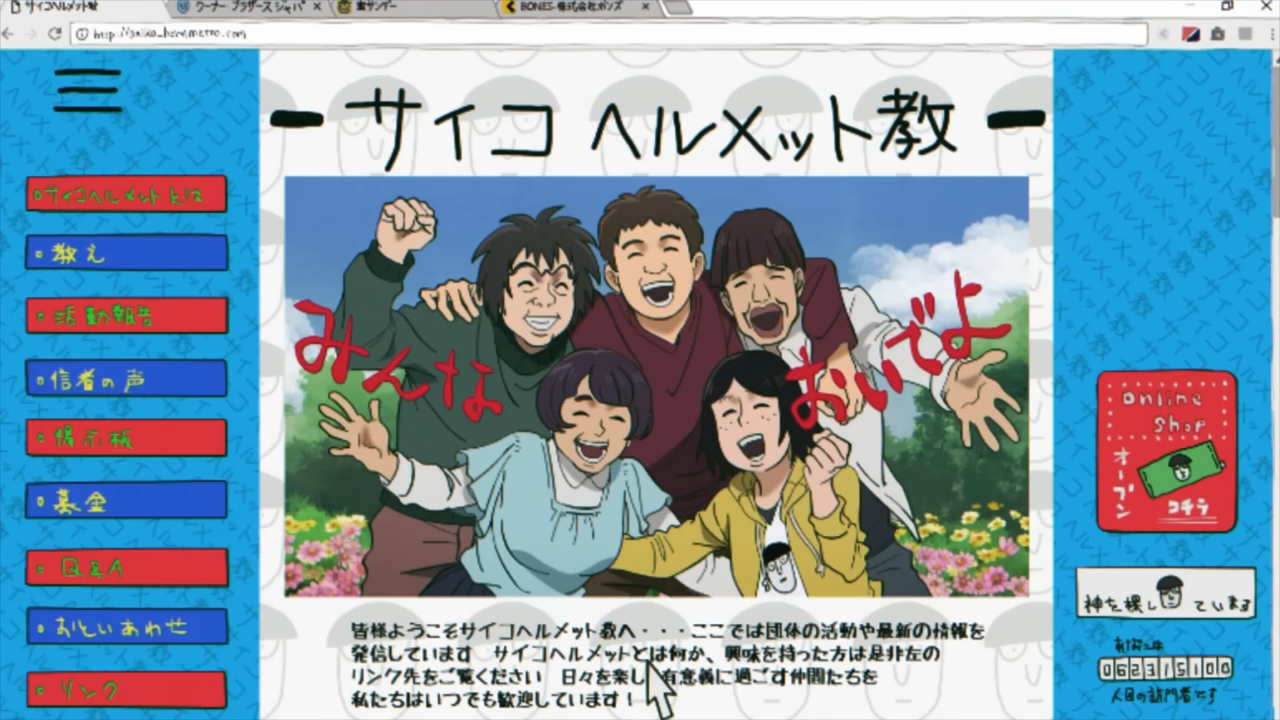 サイコヘルメット教
ワーナー ブラザース ジャパ
裏サンデー
BONES-株式会社ボンズ
ー サイコ ヘルメット教 ー
サイコヘルメットとは
教え
活動報告
信者の声
掲示板
募金
Q&A
おといあわせ
リンク
みんな
おいでよ
Online
Shop
オープン
コチラ
神を探し ています
あなたは
062315100
人目の訪問者です
皆様ようこそサイコヘルメット教へ・・・ここでは団体の活動や最新の情報を
発信しています　サイコヘルメットとは何か、興味を持った方は是非左の
リンク先をご覧ください　日々を楽し 有意義に過ごす仲間たちを
私たちはいつでも歓迎しています！